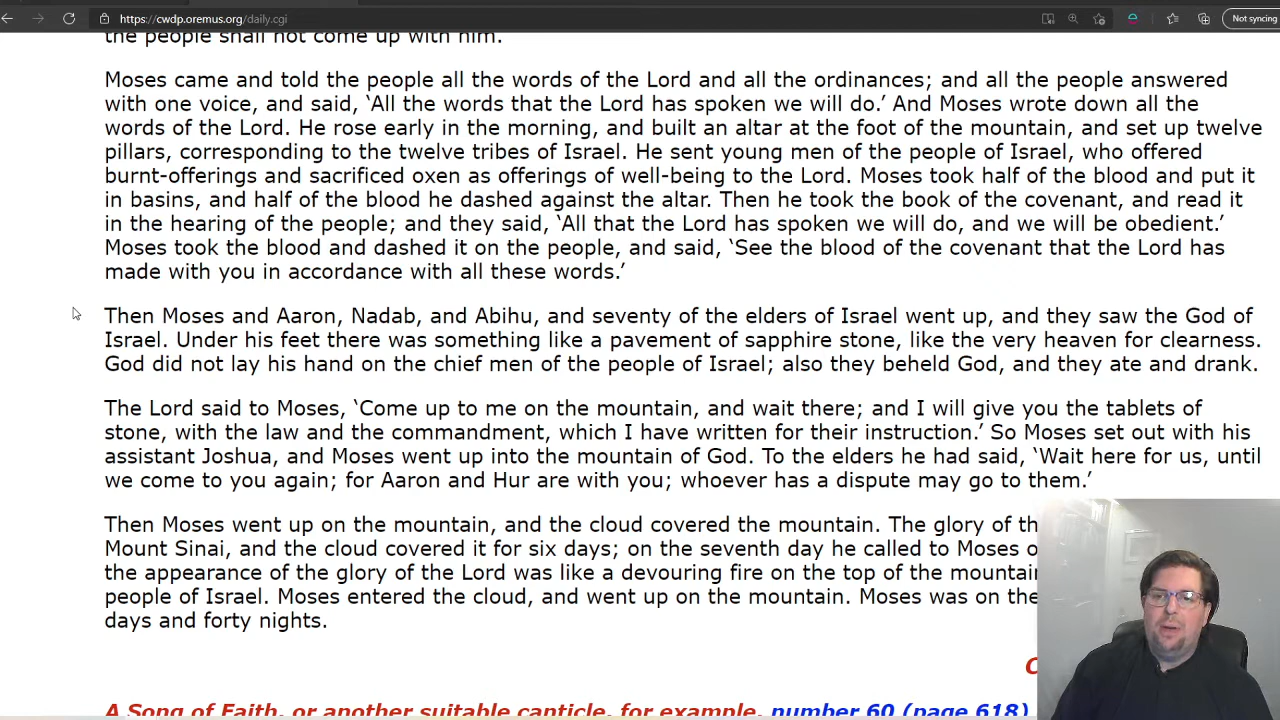 https://cwdp.oremus.org/daily.cgi
Not syncing
the people shall not come up with him.
Moses came and told the people all the words of the Lord and all the ordinances; and all the people answered
with one voice, and said, ‘All the words that the Lord has spoken we will do.’ And Moses wrote down all the
words of the Lord. He rose early in the morning, and built an altar at the foot of the mountain, and set up twelve
pillars, corresponding to the twelve tribes of Israel. He sent young men of the people of Israel, who offered
burnt-offerings and sacrificed oxen as offerings of well-being to the Lord. Moses took half of the blood and put it
in basins, and half of the blood he dashed against the altar. Then he took the book of the covenant, and read it
in the hearing of the people; and they said, ‘All that the Lord has spoken we will do, and we will be obedient.’
Moses took the blood and dashed it on the people, and said, ‘See the blood of the covenant that the Lord has
made with you in accordance with all these words.’
Then Moses and Aaron, Nadab, and Abihu, and seventy of the elders of Israel went up, and they saw the God of
Israel. Under his feet there was something like a pavement of sapphire stone, like the very heaven for clearness.
God did not lay his hand on the chief men of the people of Israel; also they beheld God, and they ate and drank.
The Lord said to Moses, ‘Come up to me on the mountain, and wait there; and I will give you the tablets of
stone, with the law and the commandment, which I have written for their instruction.’ So Moses set out with his
assistant Joshua, and Moses went up into the mountain of God. To the elders he had said, ‘Wait here for us, until
we come to you again; for Aaron and Hur are with you; whoever has a dispute may go to them.’
Then Moses went up on the mountain, and the cloud covered the mountain. The glory of
Mount Sinai, and the cloud covered it for six days; on the seventh day he called to Moses
the appearance of the glory of the Lord was like a devouring fire on the top of the
people of Israel. Moses entered the cloud, and went up on the mountain. Moses was on
days and forty nights.
A Song of Faith, or another suitable canticle, for example, number 60 (page 618)